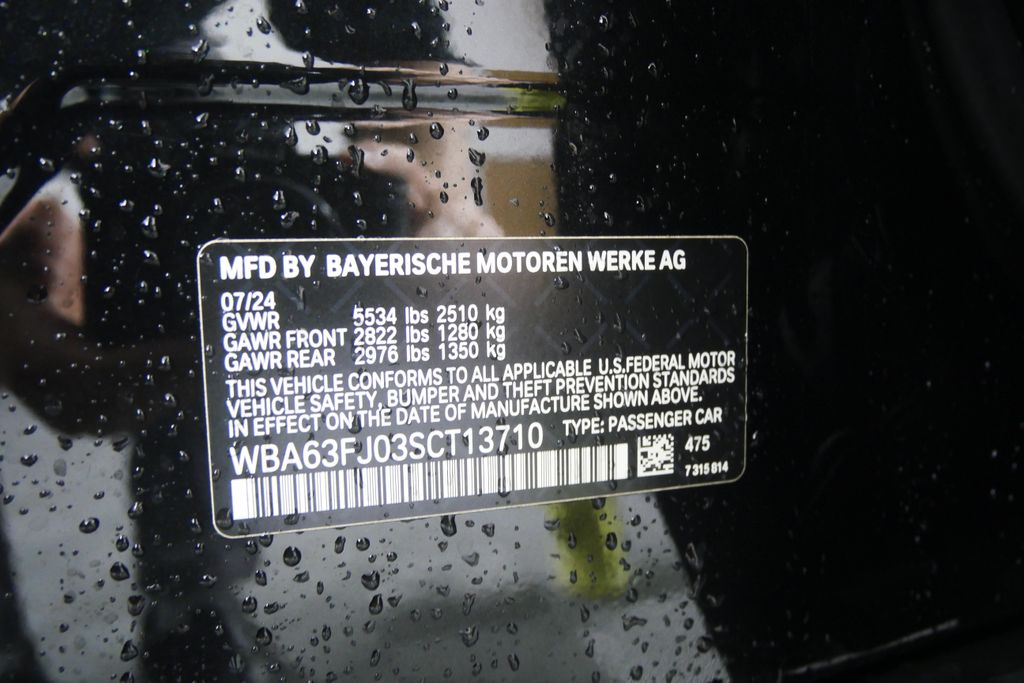 MFD BY BAYERISCHE MOTOREN WERKE AG
07/24
GVWR 5534 lbs 2510 kg
GAWR FRONT 2822 lbs 1280 kg
GAWR REAR 2976 lbs 1350 kg
THIS VEHICLE CONFORMS TO ALL APPLICABLE U.S.FEDERAL MOTOR
VEHICLE SAFETY, BUMPER AND THEFT PREVENTION STANDARDS
IN EFFECT ON THE DATE OF MANUFACTURE SHOWN ABOVE.
WBA63FJ03SCT13710 TYPE: PASSENGER CAR
475
7 315 814